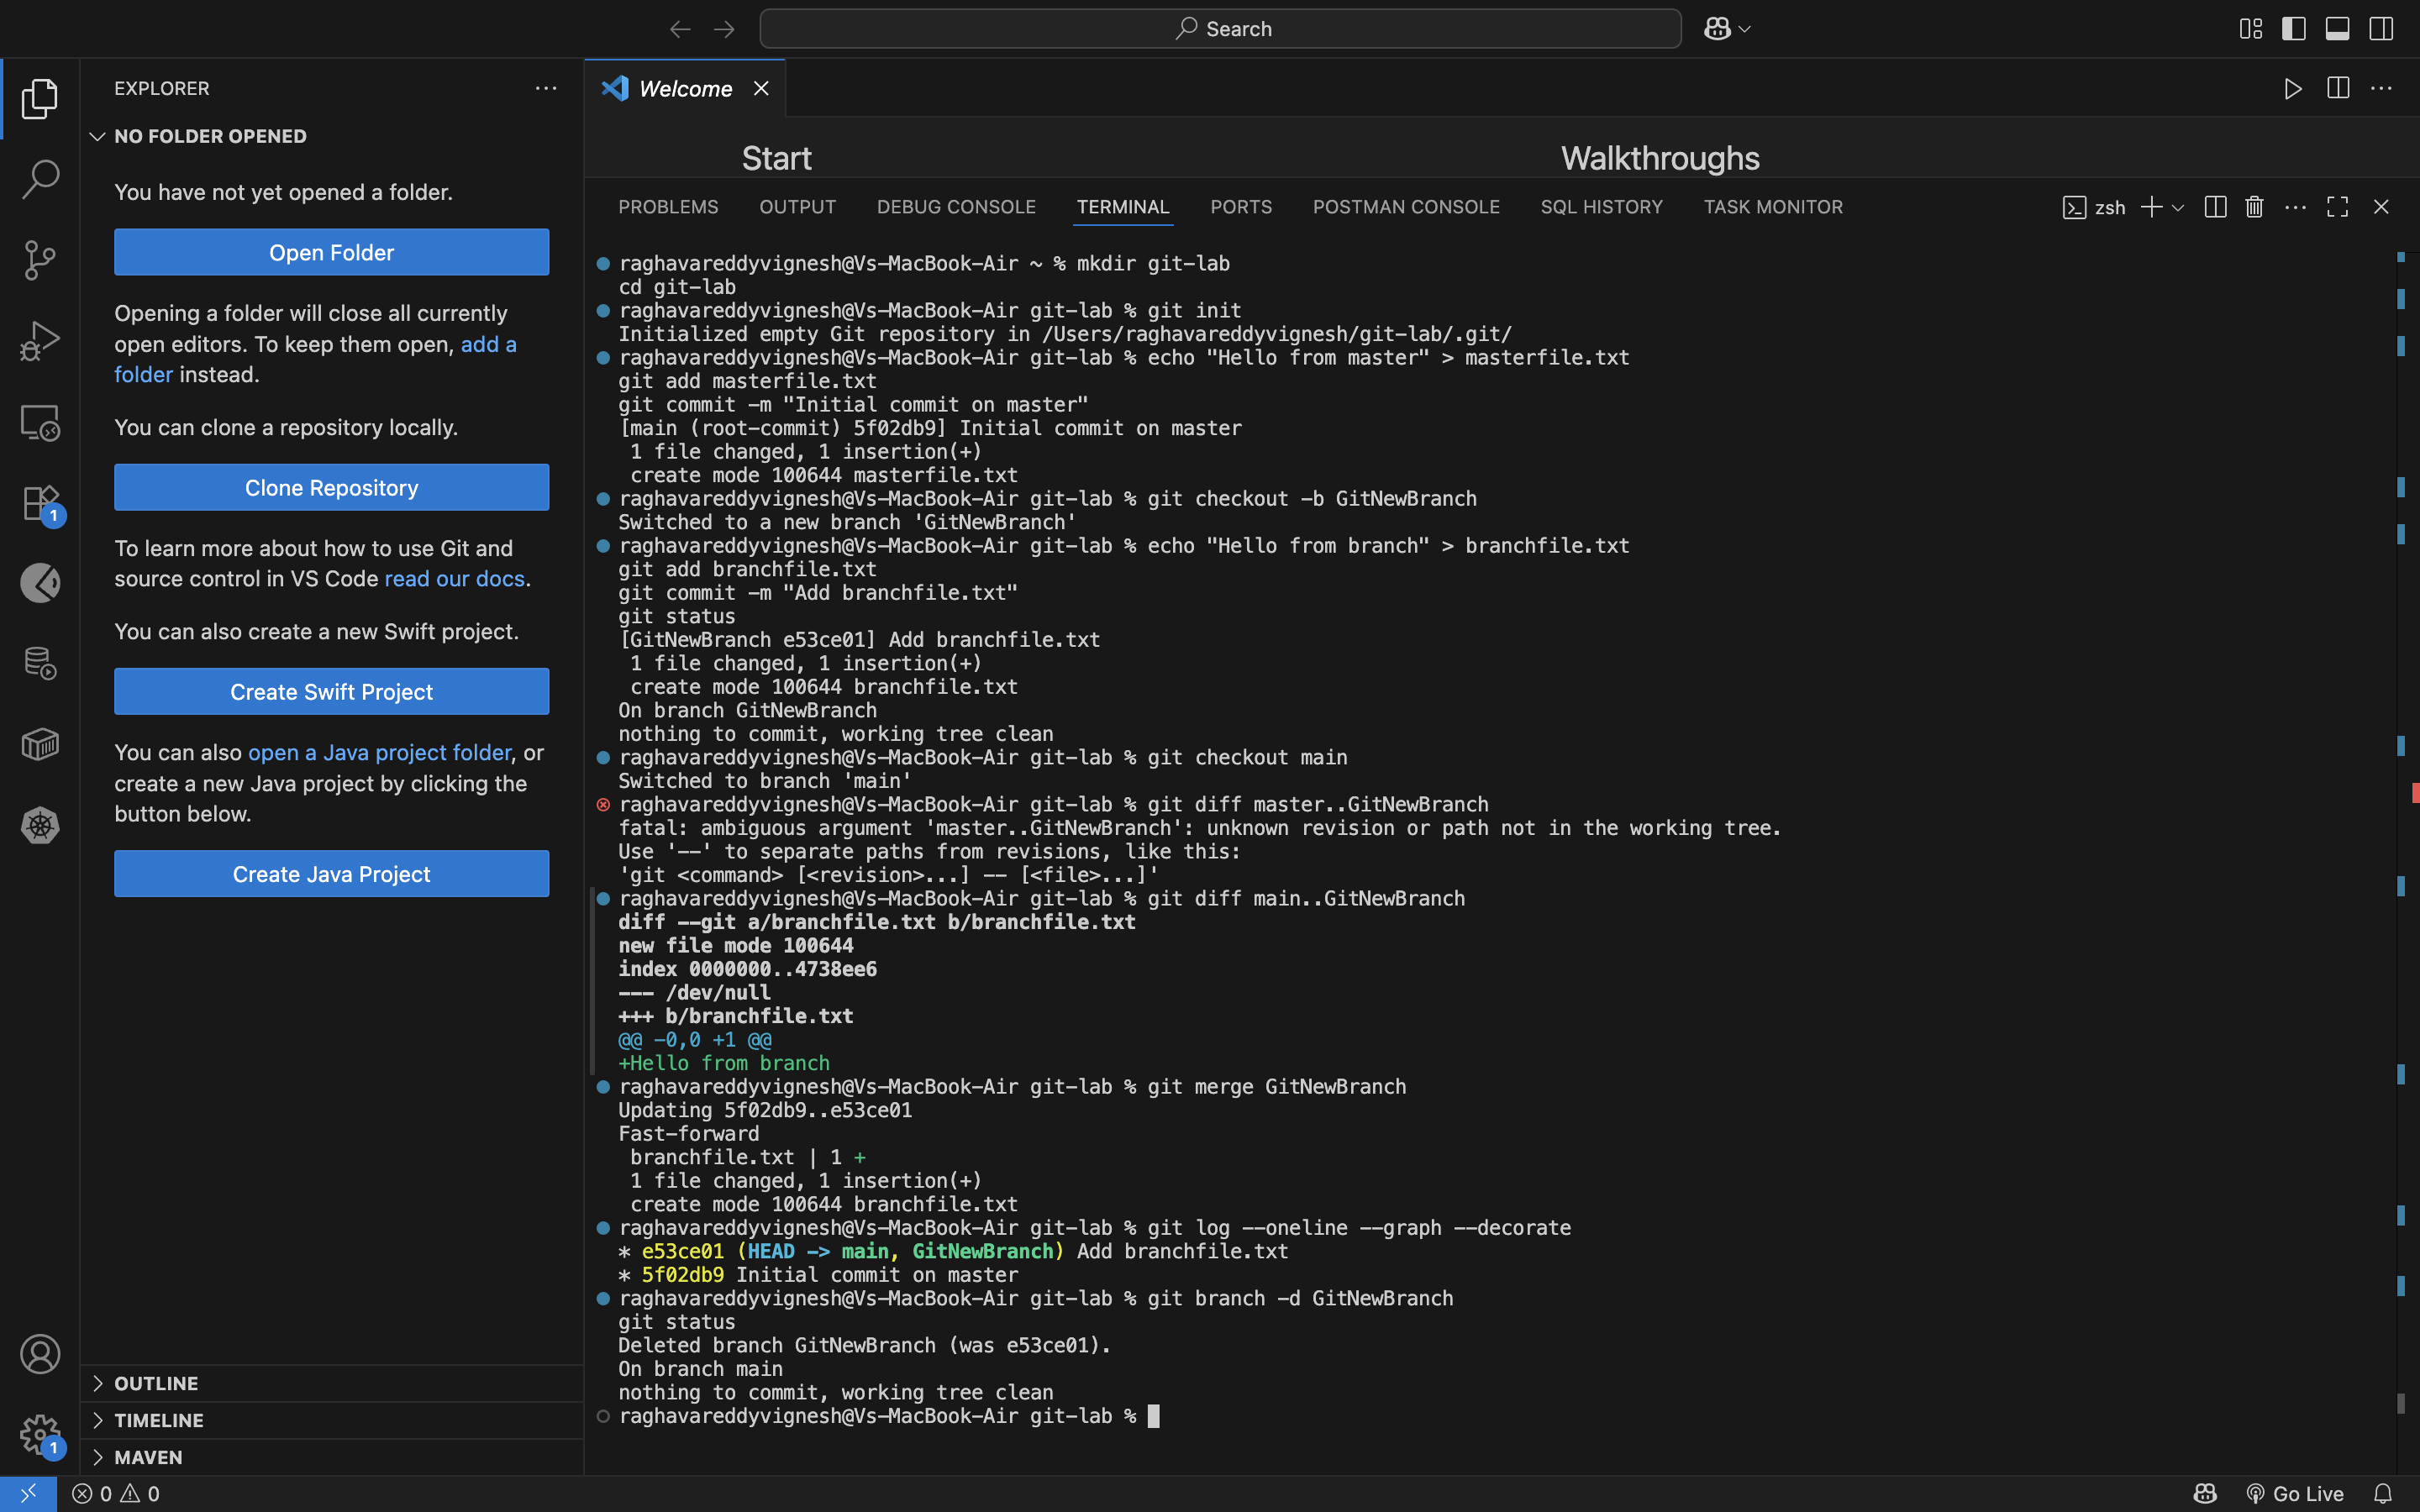 Search
EXPLORER
NO FOLDER OPENED
You have not yet opened a folder.
Open Folder
Opening a folder will close all currently
open editors. To keep them open, add a
folder instead.
You can clone a repository locally.
Clone Repository
To learn more about how to use Git and
source control in VS Code read our docs.
You can also create a new Swift project.
Create Swift Project
You can also open a Java project folder, or
create a new Java project by clicking the
button below.
Create Java Project
OUTLINE
TIMELINE
MAVEN
1
1
Welcome
Start
Walkthroughs
PROBLEMS OUTPUT DEBUG CONSOLE TERMINAL PORTS POSTMAN CONSOLE SQL HISTORY TASK MONITOR
zsh
raghavareddyvignesh@Vs-MacBook-Air ~ % mkdir git-lab
cd git-lab
raghavareddyvignesh@Vs-MacBook-Air git-lab % git init
Initialized empty Git repository in /Users/raghavareddyvignesh/git-lab/.git/
raghavareddyvignesh@Vs-MacBook-Air git-lab % echo "Hello from master" > masterfile.txt
git add masterfile.txt
git commit -m "Initial commit on master"
[main (root-commit) 5f02db9] Initial commit on master
1 file changed, 1 insertion(+)
create mode 100644 masterfile.txt
raghavareddyvignesh@Vs-MacBook-Air git-lab % git checkout -b GitNewBranch
Switched to a new branch 'GitNewBranch'
raghavareddyvignesh@Vs-MacBook-Air git-lab % echo "Hello from branch" > branchfile.txt
git add branchfile.txt
git commit -m "Add branchfile.txt"
git status
[GitNewBranch e53ce01] Add branchfile.txt
1 file changed, 1 insertion(+)
create mode 100644 branchfile.txt
On branch GitNewBranch
nothing to commit, working tree clean
raghavareddyvignesh@Vs-MacBook-Air git-lab % git checkout main
Switched to branch 'main'
raghavareddyvignesh@Vs-MacBook-Air git-lab % git diff master..GitNewBranch
fatal: ambiguous argument 'master..GitNewBranch': unknown revision or path not in the working tree.
Use '--' to separate paths from revisions, like this:
'git <command> [<revision>...] -- [<file>...]'
raghavareddyvignesh@Vs-MacBook-Air git-lab % git diff main..GitNewBranch
diff --git a/branchfile.txt b/branchfile.txt
new file mode 100644
index 0000000..4738ee6
--- /dev/null
+++ b/branchfile.txt
@@ -0,0 +1 @@
+Hello from branch
raghavareddyvignesh@Vs-MacBook-Air git-lab % git merge GitNewBranch
Updating 5f02db9..e53ce01
Fast-forward
branchfile.txt | 1 +
1 file changed, 1 insertion(+)
create mode 100644 branchfile.txt
raghavareddyvignesh@Vs-MacBook-Air git-lab % git log --oneline --graph --decorate
* e53ce01 (HEAD -> main, GitNewBranch) Add branchfile.txt
* 5f02db9 Initial commit on master
raghavareddyvignesh@Vs-MacBook-Air git-lab % git branch -d GitNewBranch
git status
Deleted branch GitNewBranch (was e53ce01).
On branch main
nothing to commit, working tree clean
raghavareddyvignesh@Vs-MacBook-Air git-lab %
0 0
Go Live